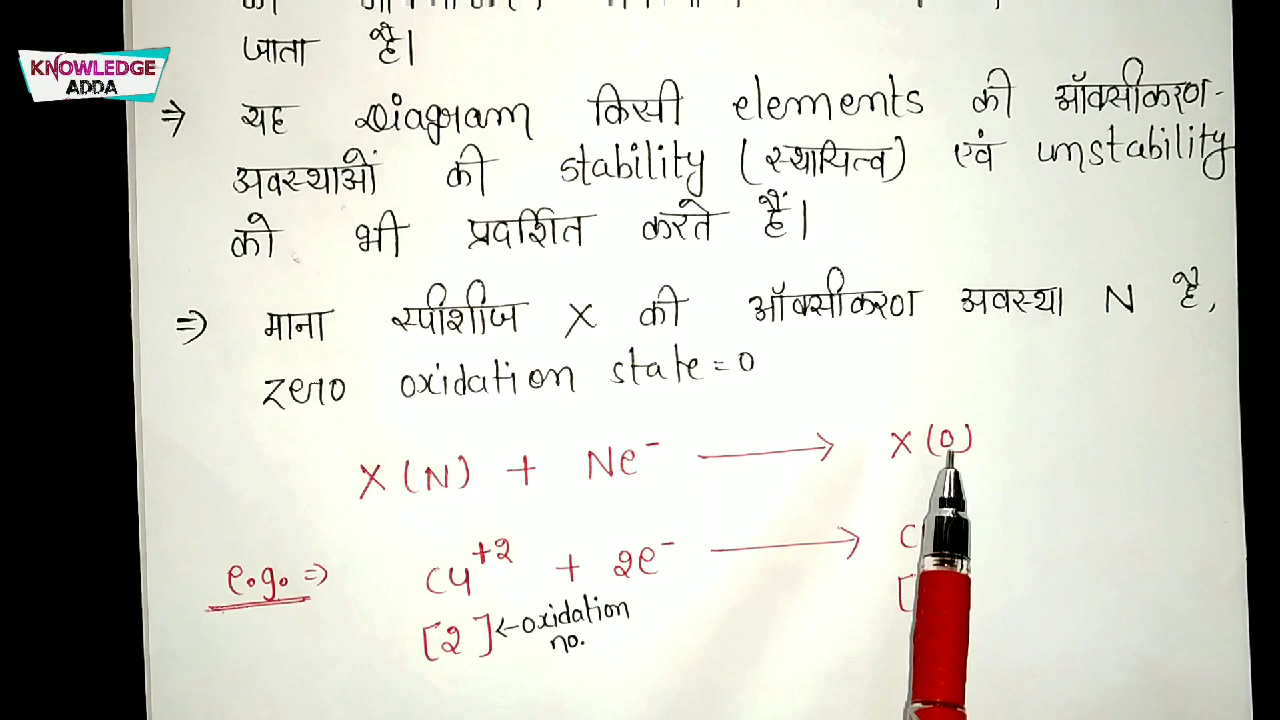 KNOWLEDGE
ADDA
जाता है।
⇒ यह Diagram किसी elements की ऑक्सीकरण-
अवस्थाओं की stability (स्थायित्व) एवं unstability
को भी प्रदर्शित करते हैं।
⇒ माना स्पीशीज X की ऑक्सीकरण अवस्था N है,
zero oxidation state = 0
X(N) + Ne⁻ ⟶ X(0)
e.g. ⇒ Cu⁺² + 2e⁻ ⟶ C
[2] ← oxidation
no. [